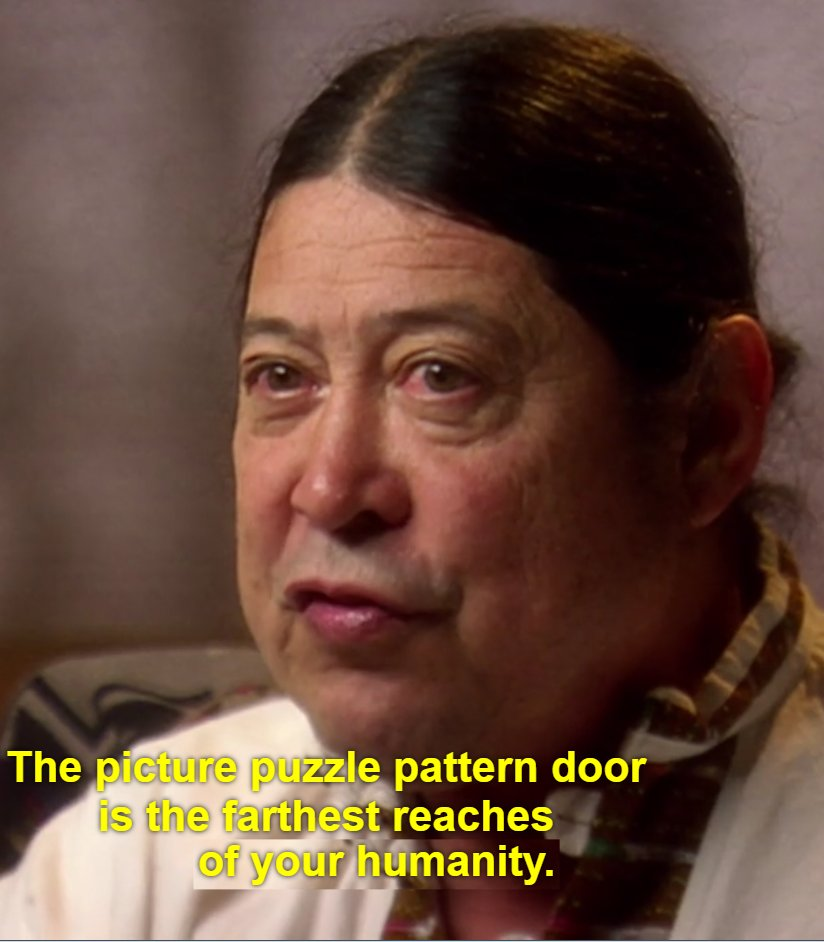 The picture puzzle pattern door
is the farthest reaches
of your humanity.